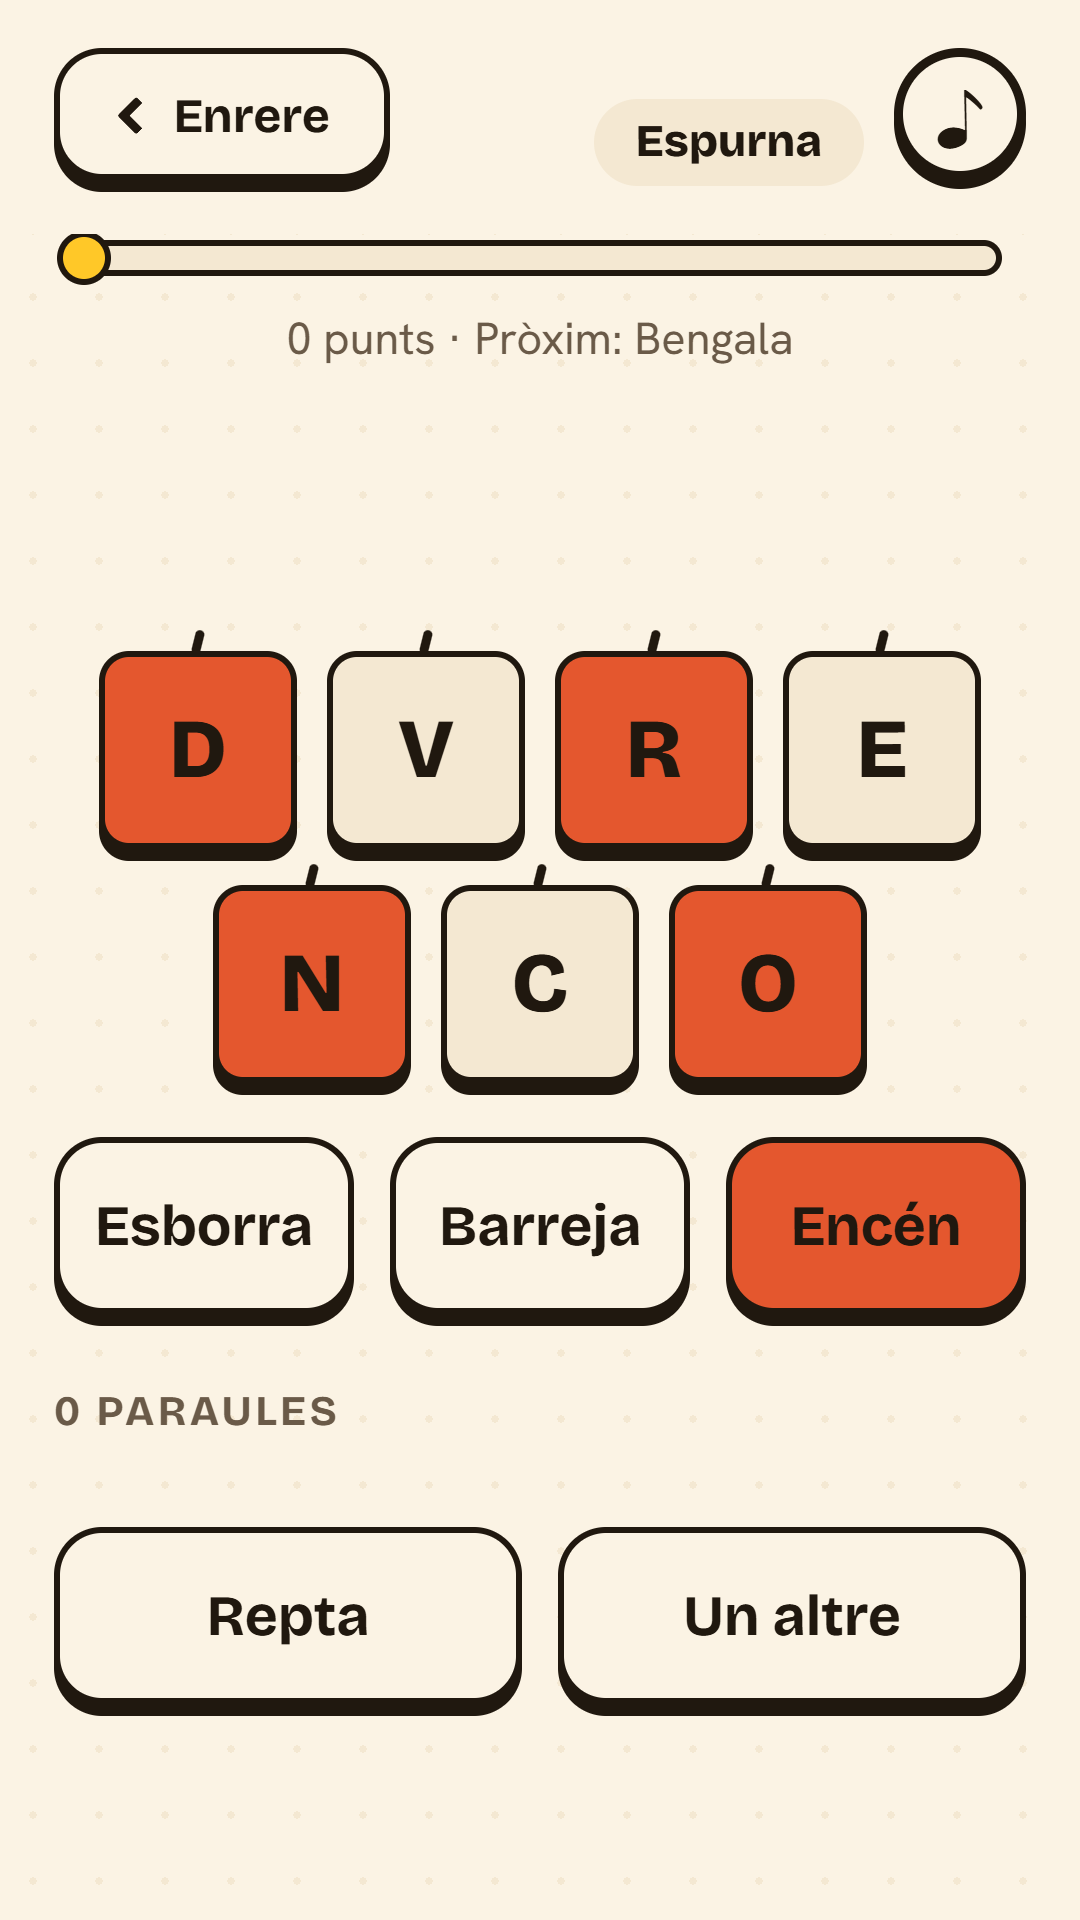 Enrere
Espurna
0 punts · Pròxim: Bengala
D V R E
N C O
Esborra Barreja Encén
0 PARAULES
Repta Un altre